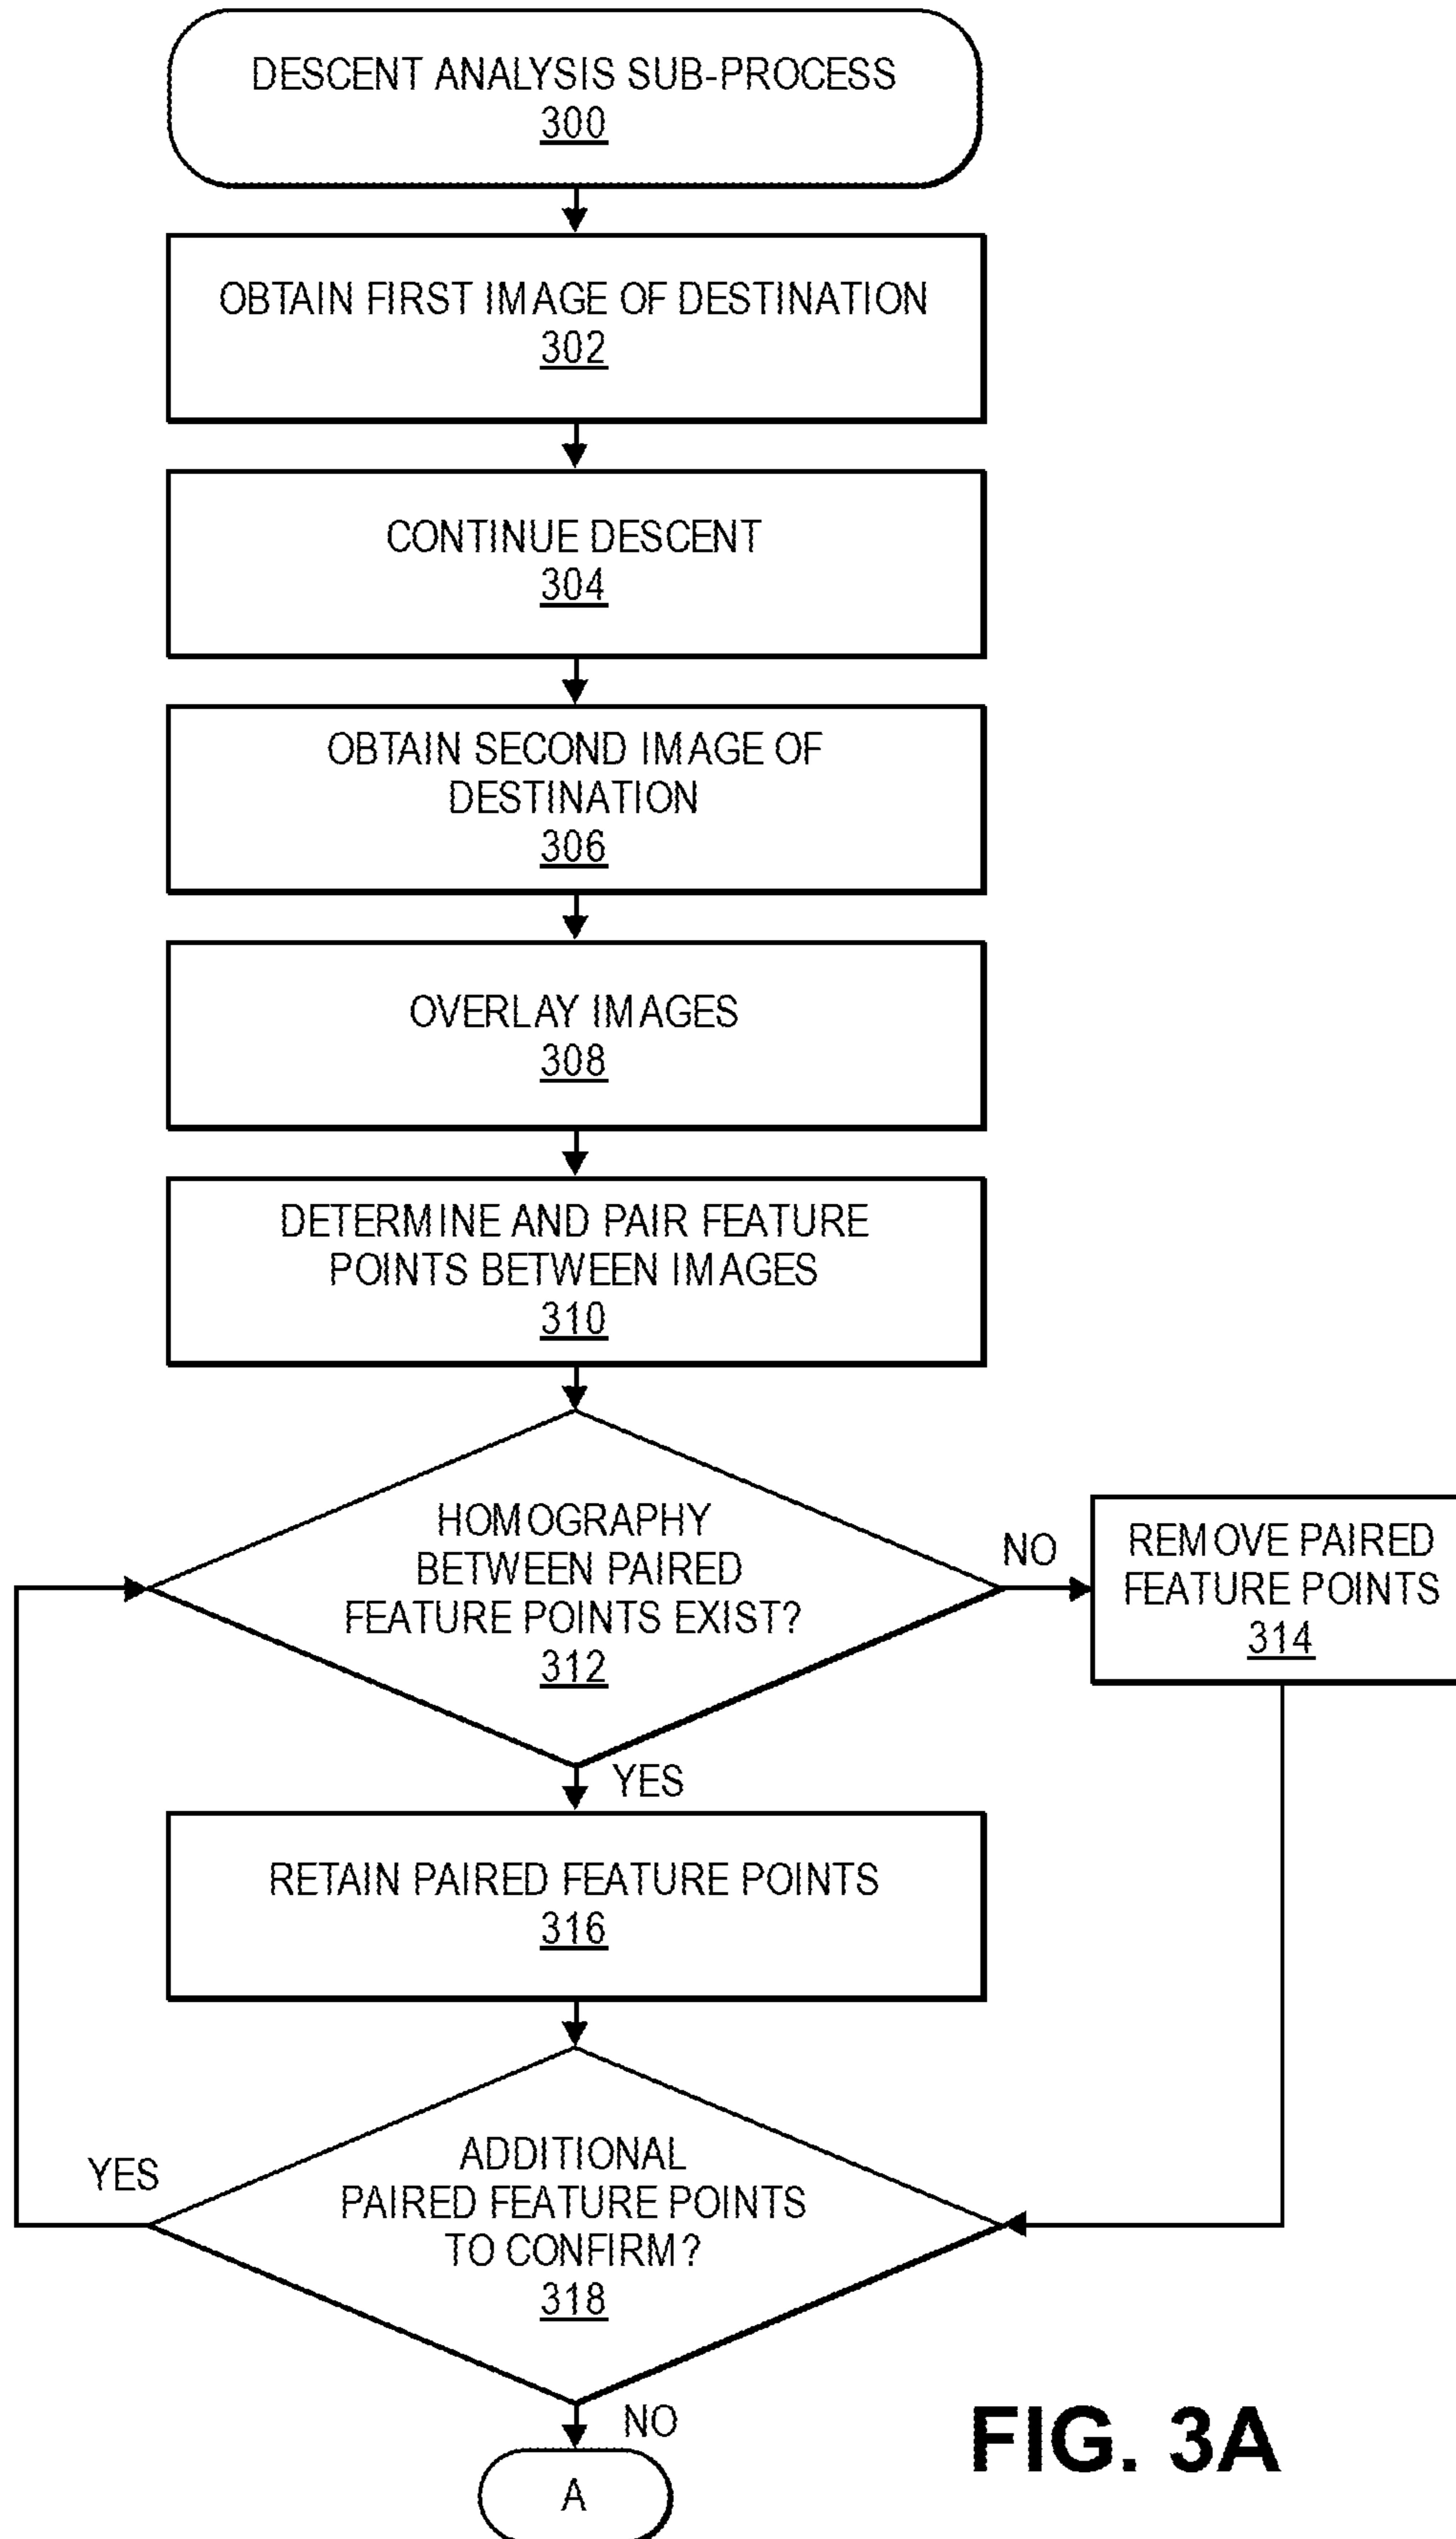 DESCENT ANALYSIS SUB-PROCESS
300
OBTAIN FIRST IMAGE OF DESTINATION
302
CONTINUE DESCENT
304
OBTAIN SECOND IMAGE OF
DESTINATION
306
OVERLAY IMAGES
308
DETERMINE AND PAIR FEATURE
POINTS BETWEEN IMAGES
310
HOMOGRAPHY
BETWEEN PAIRED
FEATURE POINTS EXIST?
312
NO
REMOVE PAIRED
FEATURE POINTS
314
YES
RETAIN PAIRED FEATURE POINTS
316
ADDITIONAL
PAIRED FEATURE POINTS
TO CONFIRM?
318
YES
NO
A
FIG. 3A